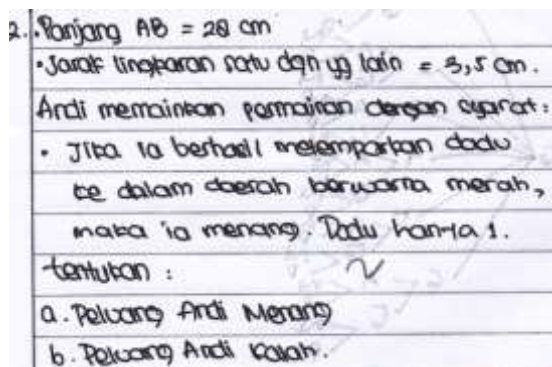 2. • Panjang AB = 28 cm
• Jarak lingkaran satu dgn yg lain = 3,5 cm.
Andi memainkan permainan dengan syarat:
• Jika ia berhasil melemparkan dadu
ke dalam daerah berwarna merah,
maka ia menang. Dadu hanya 1.
tentukan :
a. Peluang Andi Menang
b. Peluang Andi kalah.